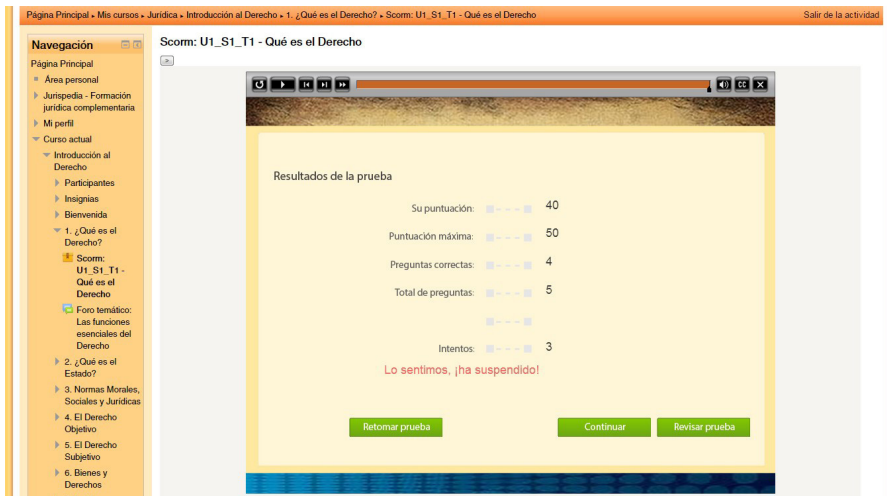 Página Principal ▸ Mis cursos ▸ Jurídica ▸ Introducción al Derecho ▸ 1. ¿Qué es el Derecho? ▸ Scorm: U1_S1_T1 - Qué es el Derecho
Salir de la actividad
Navegación
Página Principal
Área personal
Jurispedia - Formación
jurídica complementaria
Mi perfil
Curso actual
Introducción al
Derecho
Participantes
Insignias
Bienvenida
1. ¿Qué es el
Derecho?
Scorm:
U1_S1_T1 -
Qué es el
Derecho
Foro temático:
Las funciones
esenciales del
Derecho
2. ¿Qué es el
Estado?
3. Normas Morales,
Sociales y Jurídicas
4. El Derecho
Objetivo
5. El Derecho
Subjetivo
6. Bienes y
Derechos
Scorm: U1_S1_T1 - Qué es el Derecho
>
CC
Resultados de la prueba
Su puntuación: 40
Puntuación máxima: 50
Preguntas correctas: 4
Total de preguntas: 5
Intentos: 3
Lo sentimos, ¡ha suspendido!
Retomar prueba
Continuar
Revisar prueba